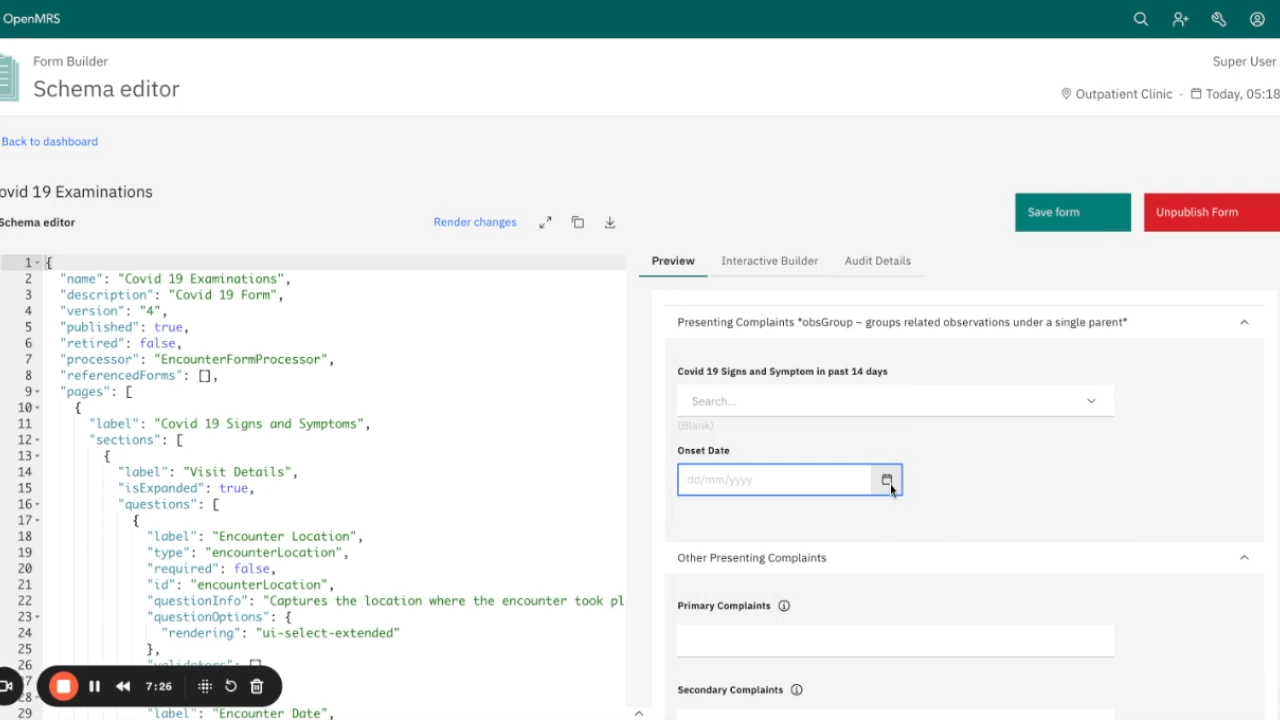 OpenMRS
Form Builder
Schema editor
Super User
Outpatient Clinic · Today, 05:18
Back to dashboard
ovid 19 Examinations
Schema editor
Render changes
Save form
Unpublish Form
1 {
2 "name": "Covid 19 Examinations",
3 "description": "Covid 19 Form",
4 "version": "4",
5 "published": true,
6 "retired": false,
7 "processor": "EncounterFormProcessor",
8 "referencedForms": [],
9 "pages": [
10 {
11 "label": "Covid 19 Signs and Symptoms",
12 "sections": [
13 {
14 "label": "Visit Details",
15 "isExpanded": true,
16 "questions": [
17 {
18 "label": "Encounter Location",
19 "type": "encounterLocation",
20 "required": false,
21 "id": "encounterLocation",
22 "questionInfo": "Captures the location where the encounter took pl
23 "questionOptions": {
24 "rendering": "ui-select-extended"
25 },
26 "validators": []
27
28
29 "label": "Encounter Date",
7:26
Preview
Interactive Builder
Audit Details
Presenting Complaints *obsGroup ~ groups related observations under a single parent*
Covid 19 Signs and Symptom in past 14 days
Search...
(Blank)
Onset Date
dd/mm/yyyy
Other Presenting Complaints
Primary Complaints
Secondary Complaints